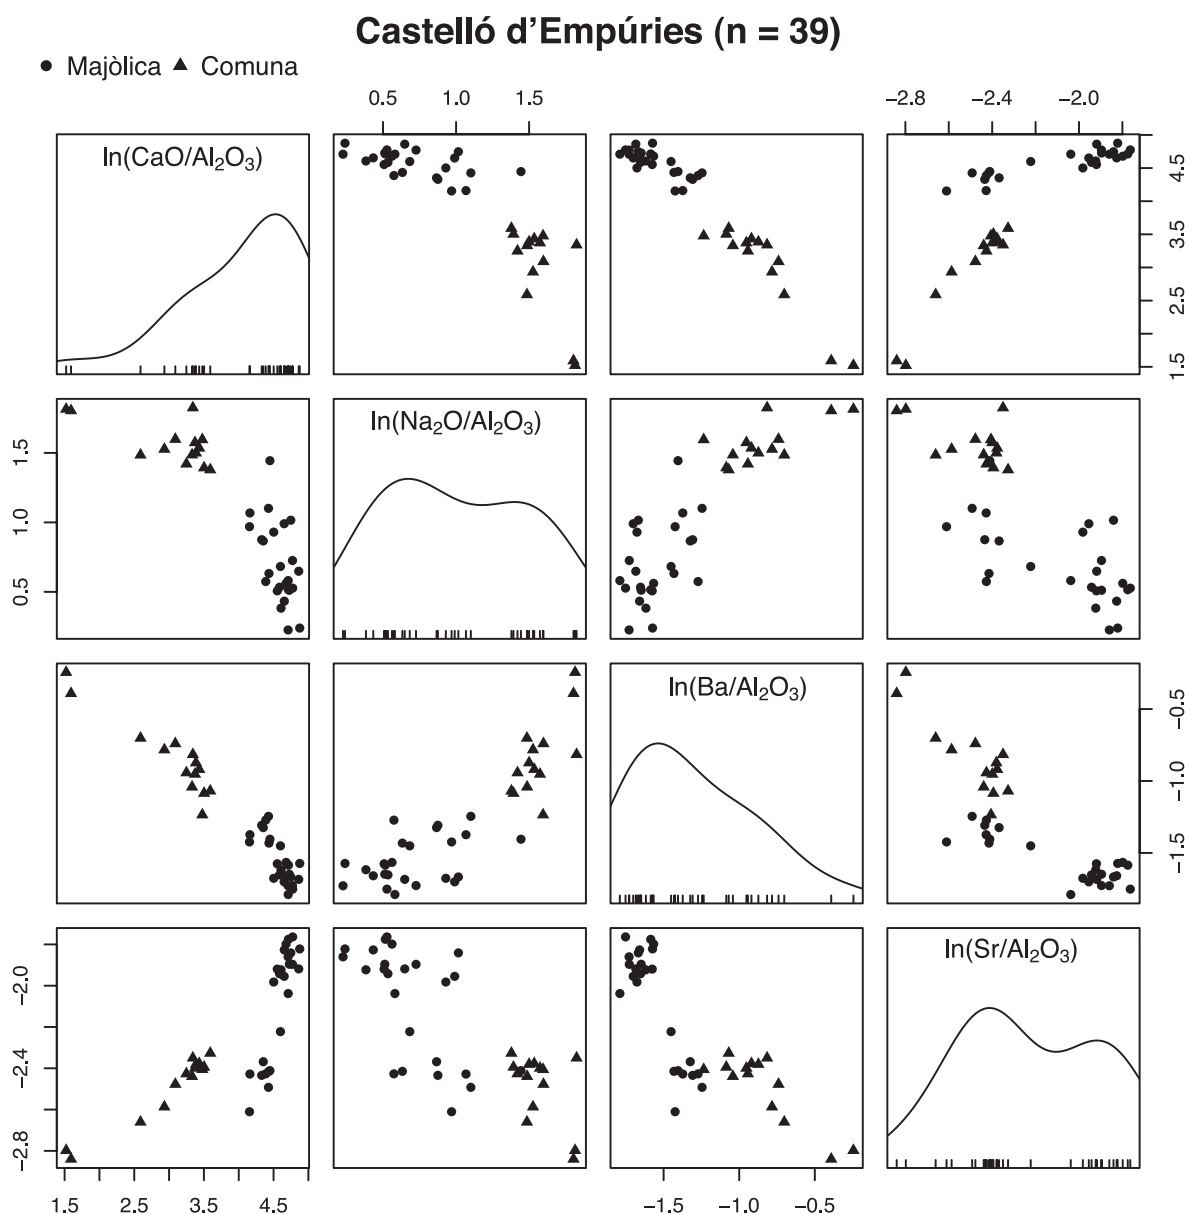 Castelló d’Empúries (n = 39)
● Majòlica ▲ Comuna
0.5 1.0 1.5
−2.8 −2.4 −2.0
ln(CaO/Al₂O₃)
1.5 2.5 3.5 4.5
ln(Na₂O/Al₂O₃)
0.5 1.0 1.5
ln(Ba/Al₂O₃)
−1.5 −1.0 −0.5
ln(Sr/Al₂O₃)
−2.8 −2.4 −2.0
1.5 2.5 3.5 4.5
−1.5 −1.0 −0.5